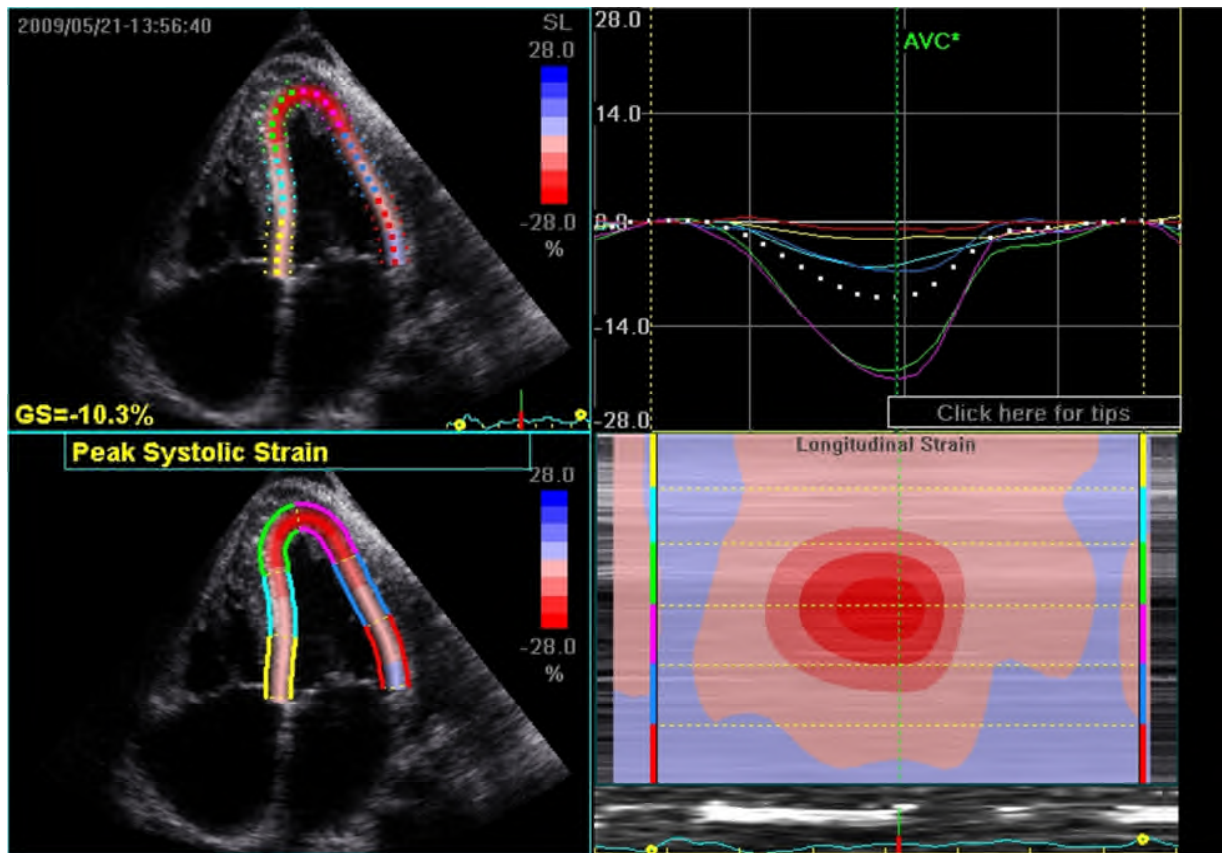 2009/05/21-13:56:40
SL
28.0
-28.0
%
GS=-10.3%
28.0
AVC*
14.0
0.0
-14.0
-28.0
Click here for tips
Peak Systolic Strain
28.0
-28.0
%
Longitudinal Strain